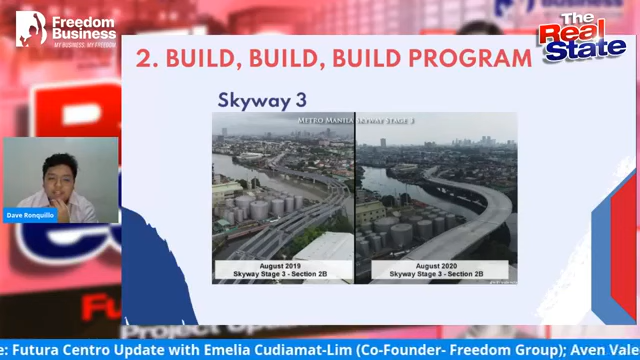 Freedom
Business
MY BUSINESS. MY FREEDOM
The
Real
State
2. BUILD, BUILD, BUILD PROGRAM
Skyway 3
METRO MANILA SKYWAY STAGE 3
August 2019
Skyway Stage 3 - Section 2B
August 2020
Skyway Stage 3 - Section 2B
Dave Ronquillo
Project
e: Futura Centro Update with Emelia Cudiamat-Lim (Co-Founder- Freedom Group); Aven Vale